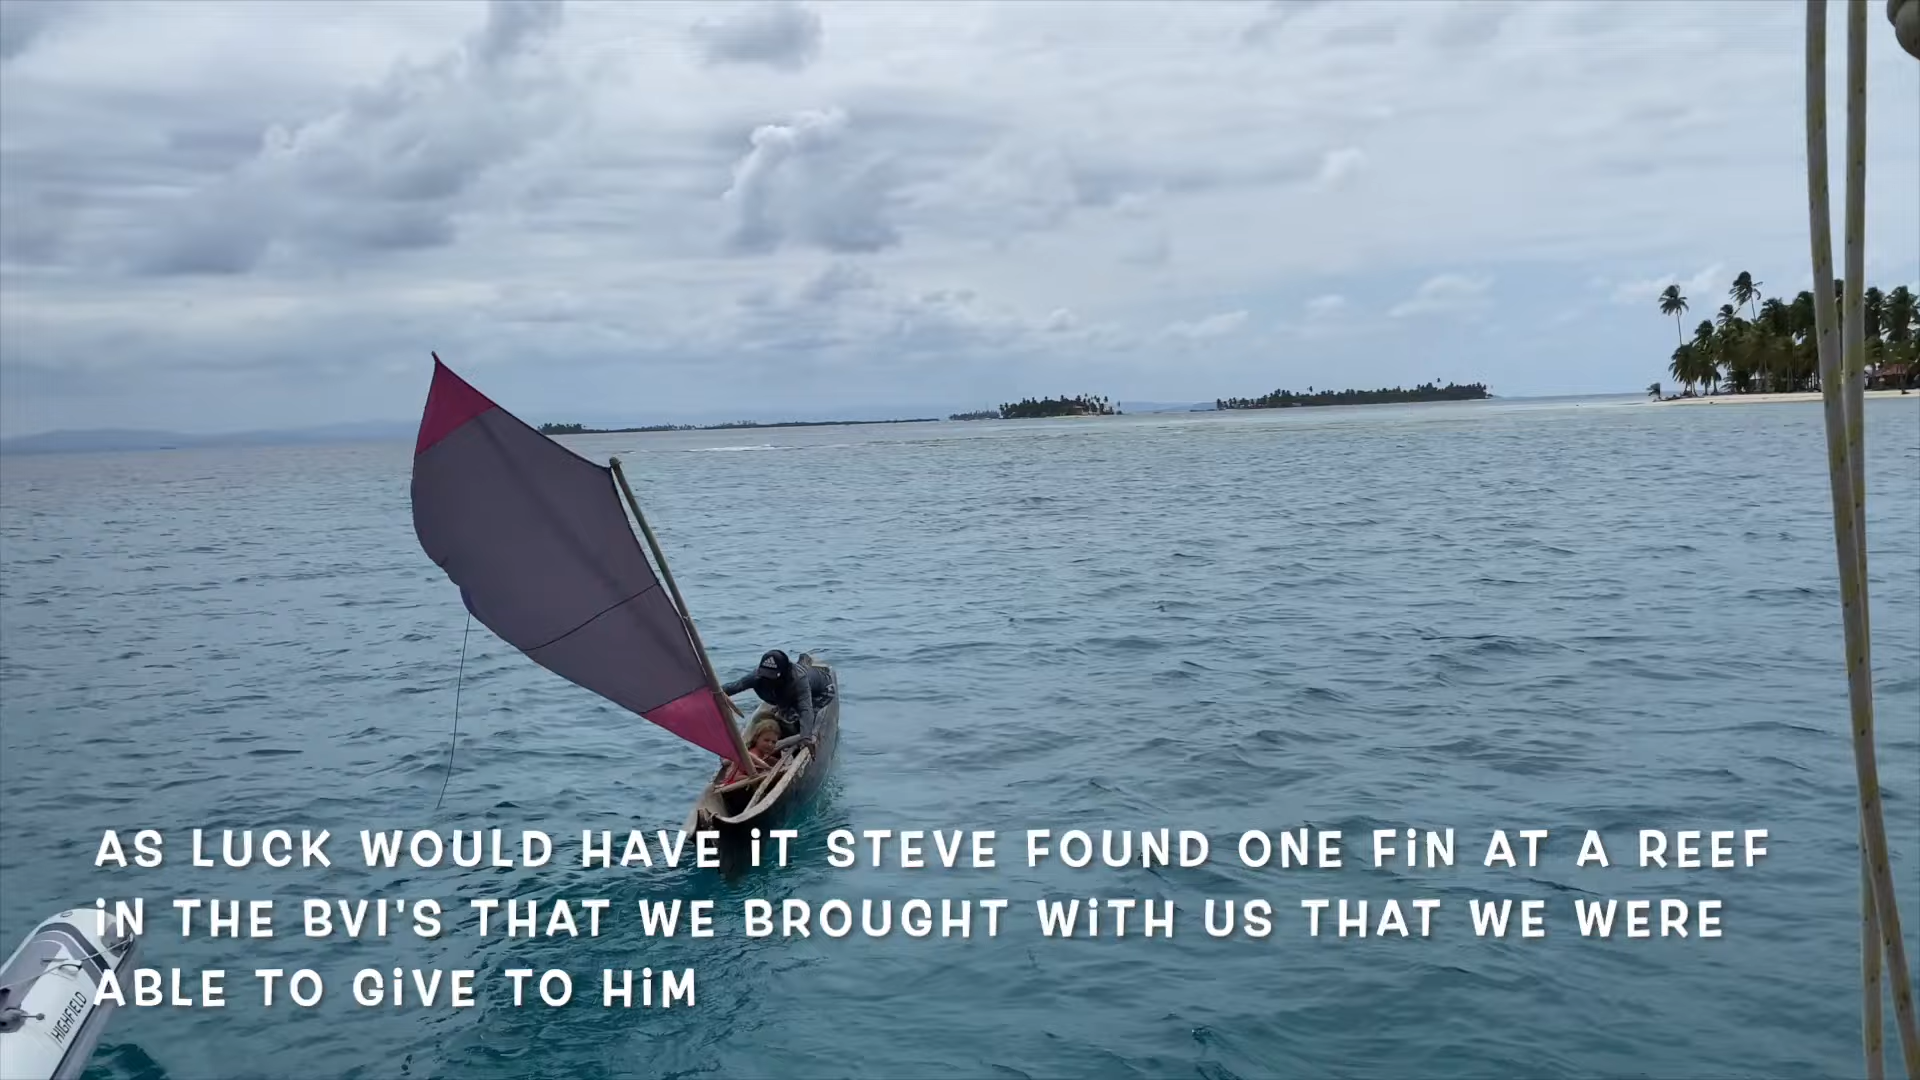 AS LUCK WOULD HAVE iT STEVE FOUND ONE FiN AT A REEF
iN THE BVI'S THAT WE BROUGHT WiTH US THAT WE WERE
ABLE TO GiVE TO HiM
HIGHFIELD